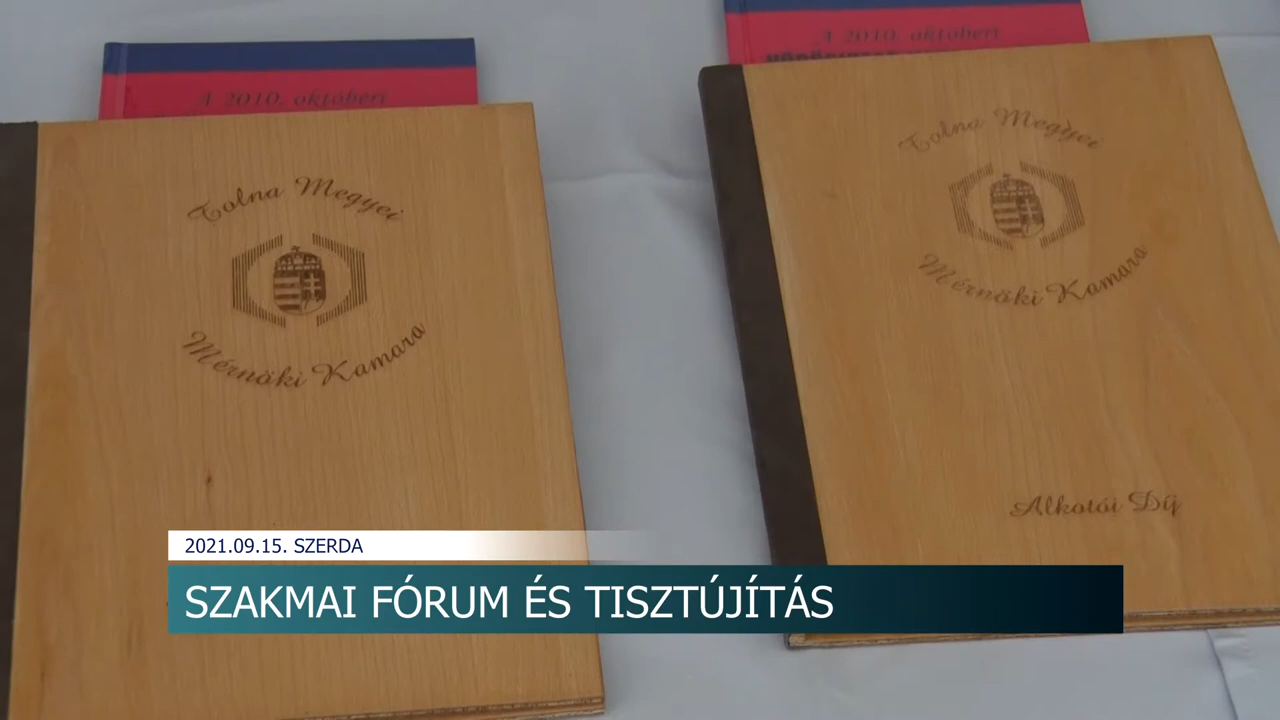 A 2010. októberi
A 2010. októberi
Tolna Megyei
Mérnöki Kamara
Tolna Megyei
Mérnöki Kamara
Alkotói Díj
2021.09.15. SZERDA
SZAKMAI FÓRUM ÉS TISZTÚJÍTÁS